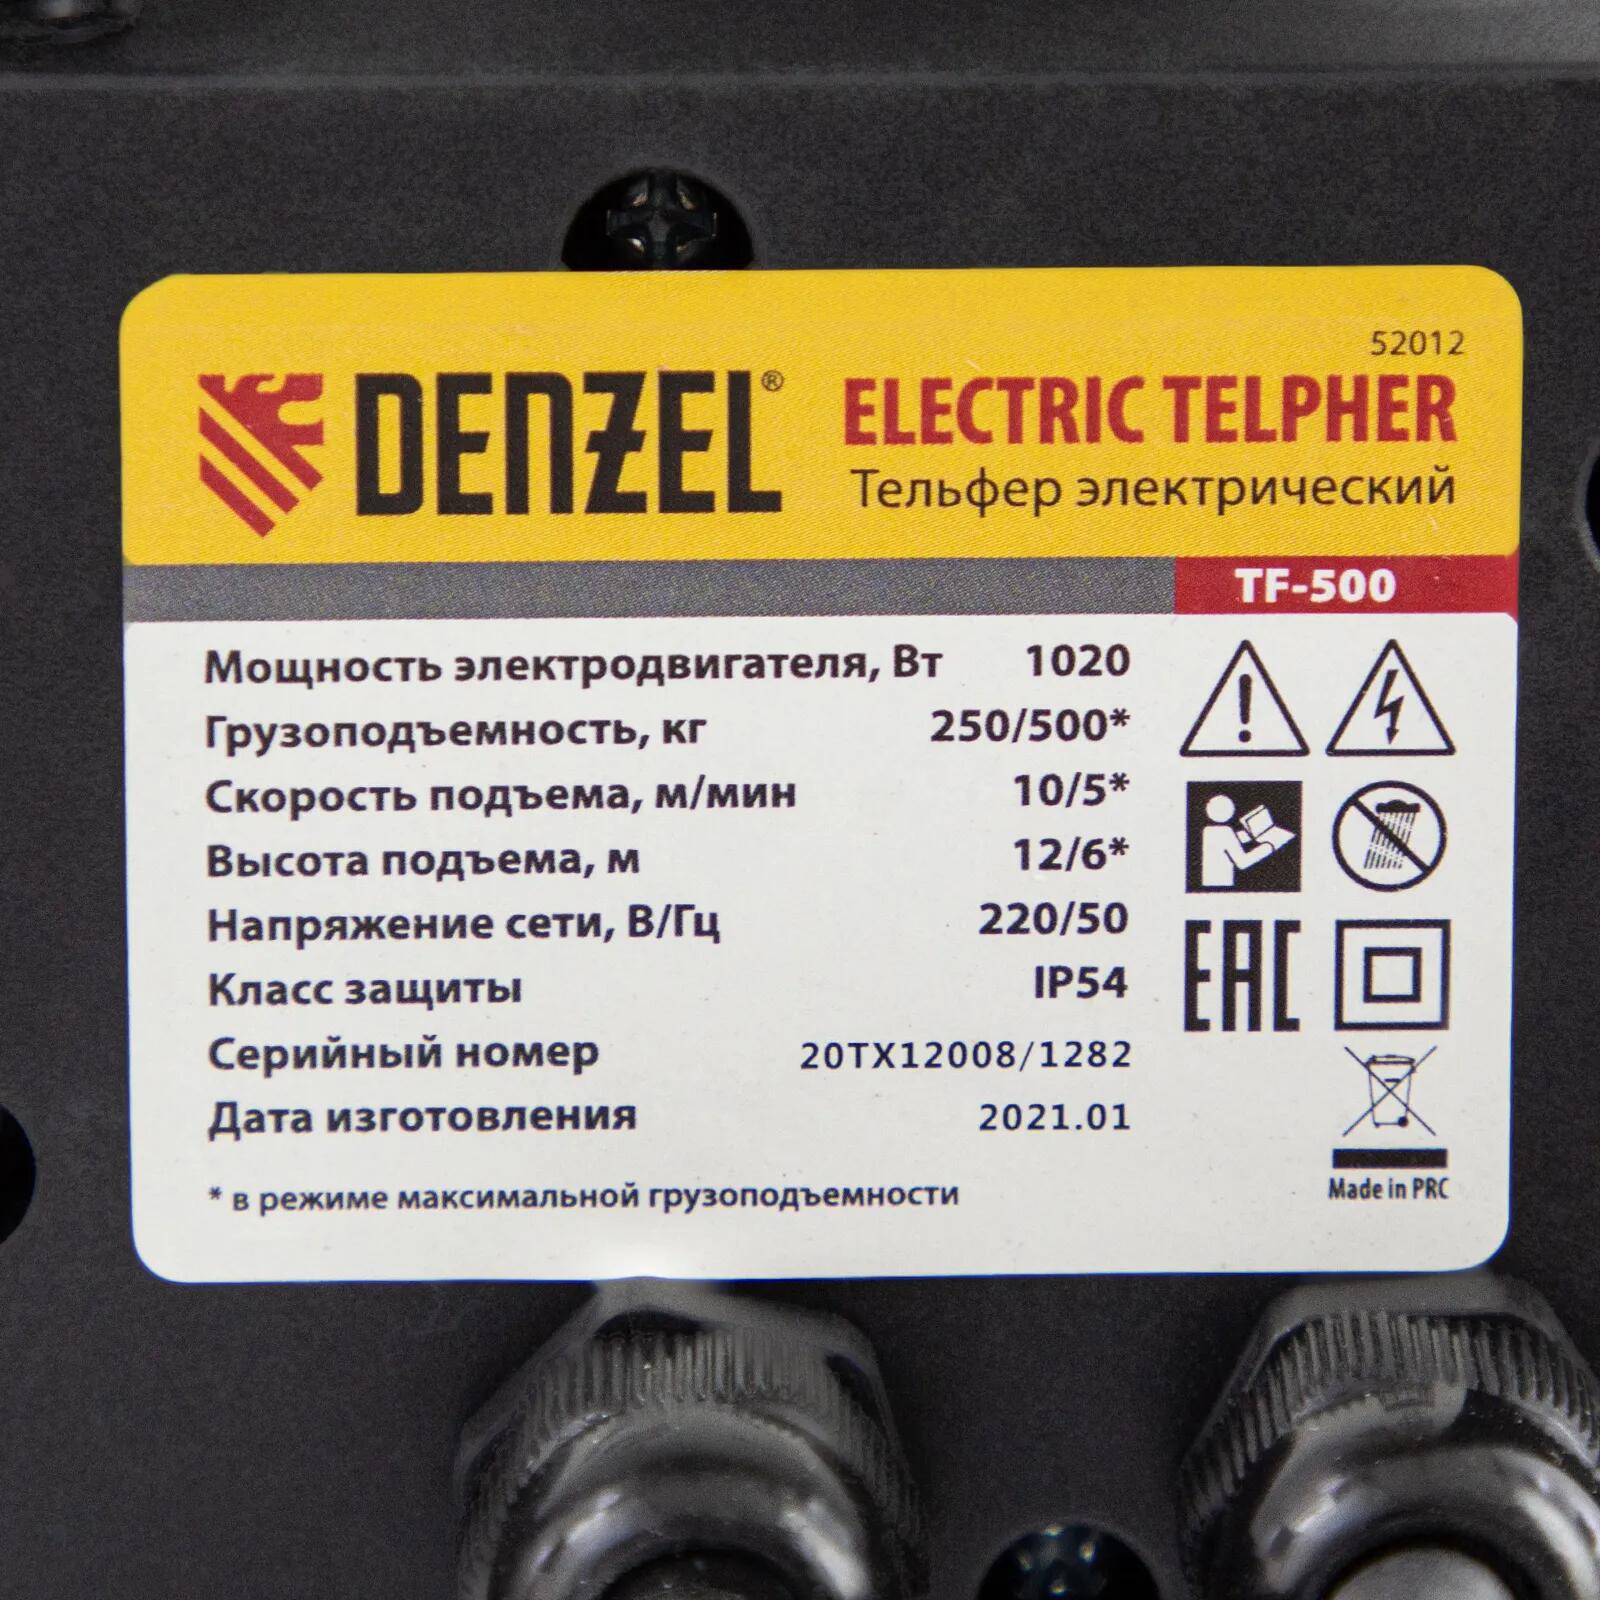 52012
DENZEL® ELECTRIC TELPHER
Тельфер электрический
TF-500
Мощность электродвигателя, Вт 1020
Грузоподъемность, кг 250/500*
Скорость подъема, м/мин 10/5*
Высота подъема, м 12/6*
Напряжение сети, В/Гц 220/50
Класс защиты IP54
Серийный номер 20TX12008/1282
Дата изготовления 2021.01
* в режиме максимальной грузоподъемности
EAC
Made in PRC